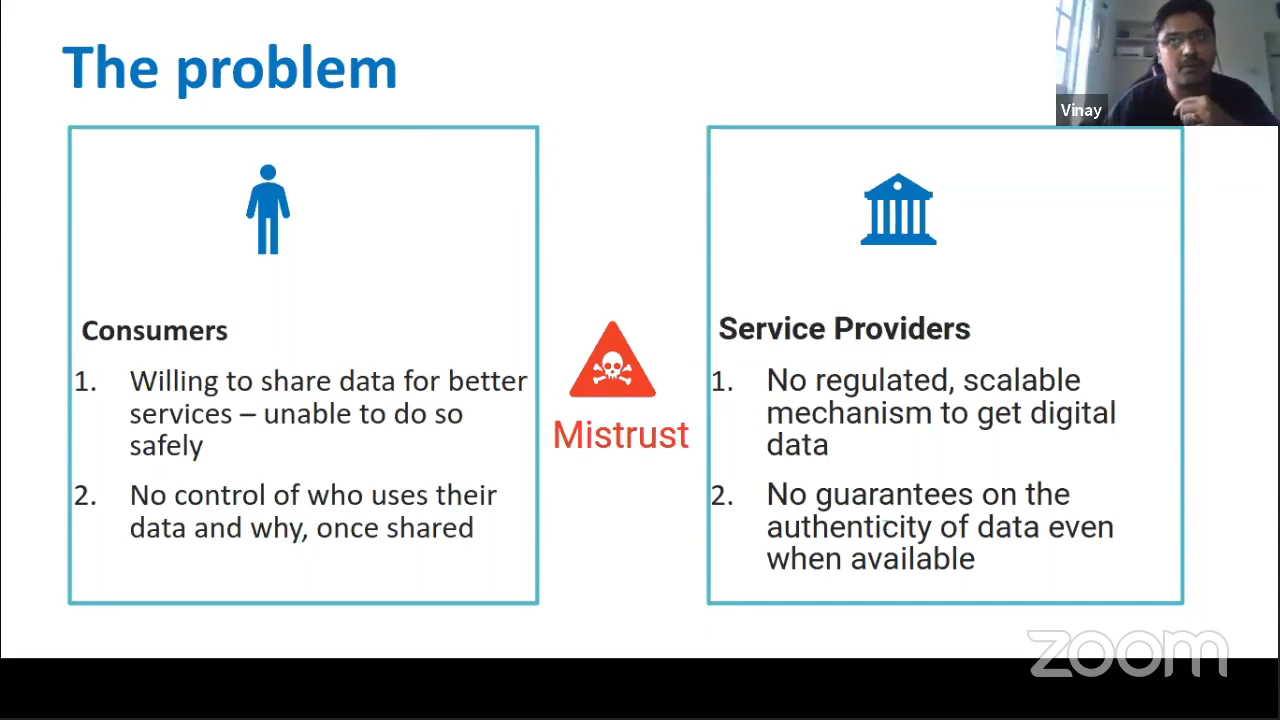 The problem
Vinay
Consumers
1. Willing to share data for better
services – unable to do so
safely
2. No control of who uses their
data and why, once shared
Mistrust
Service Providers
1. No regulated, scalable
mechanism to get digital
data
2. No guarantees on the
authenticity of data even
when available
zoom